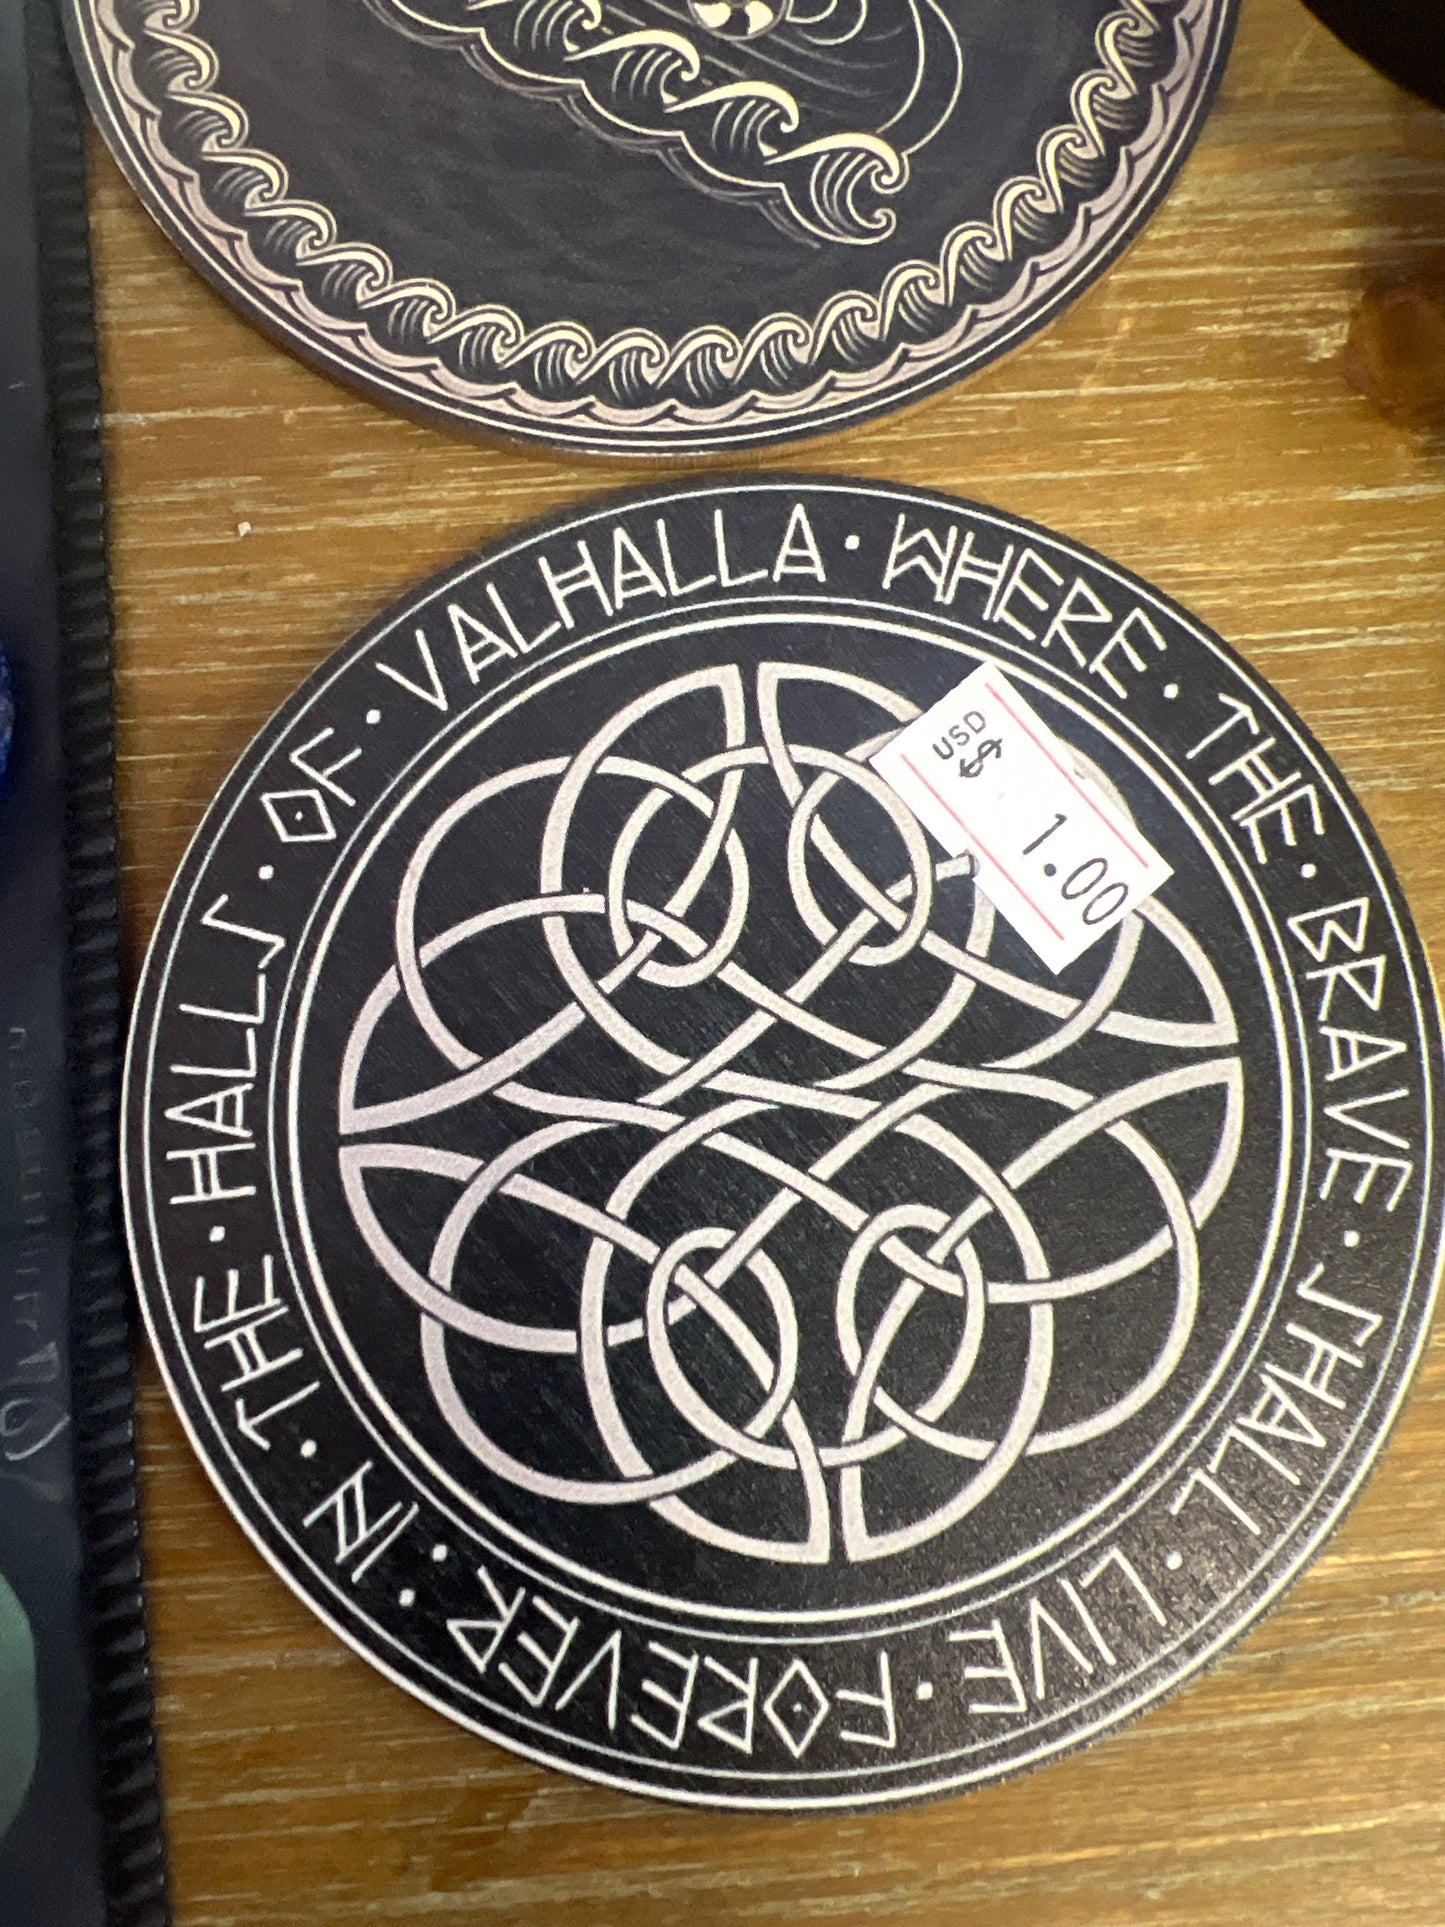 IN · THE · HALLS · OF · VALHALLA · WHERE · THE · BRAVE · SHALL · LIVE · FOREVER ·
USD
$ 1.00